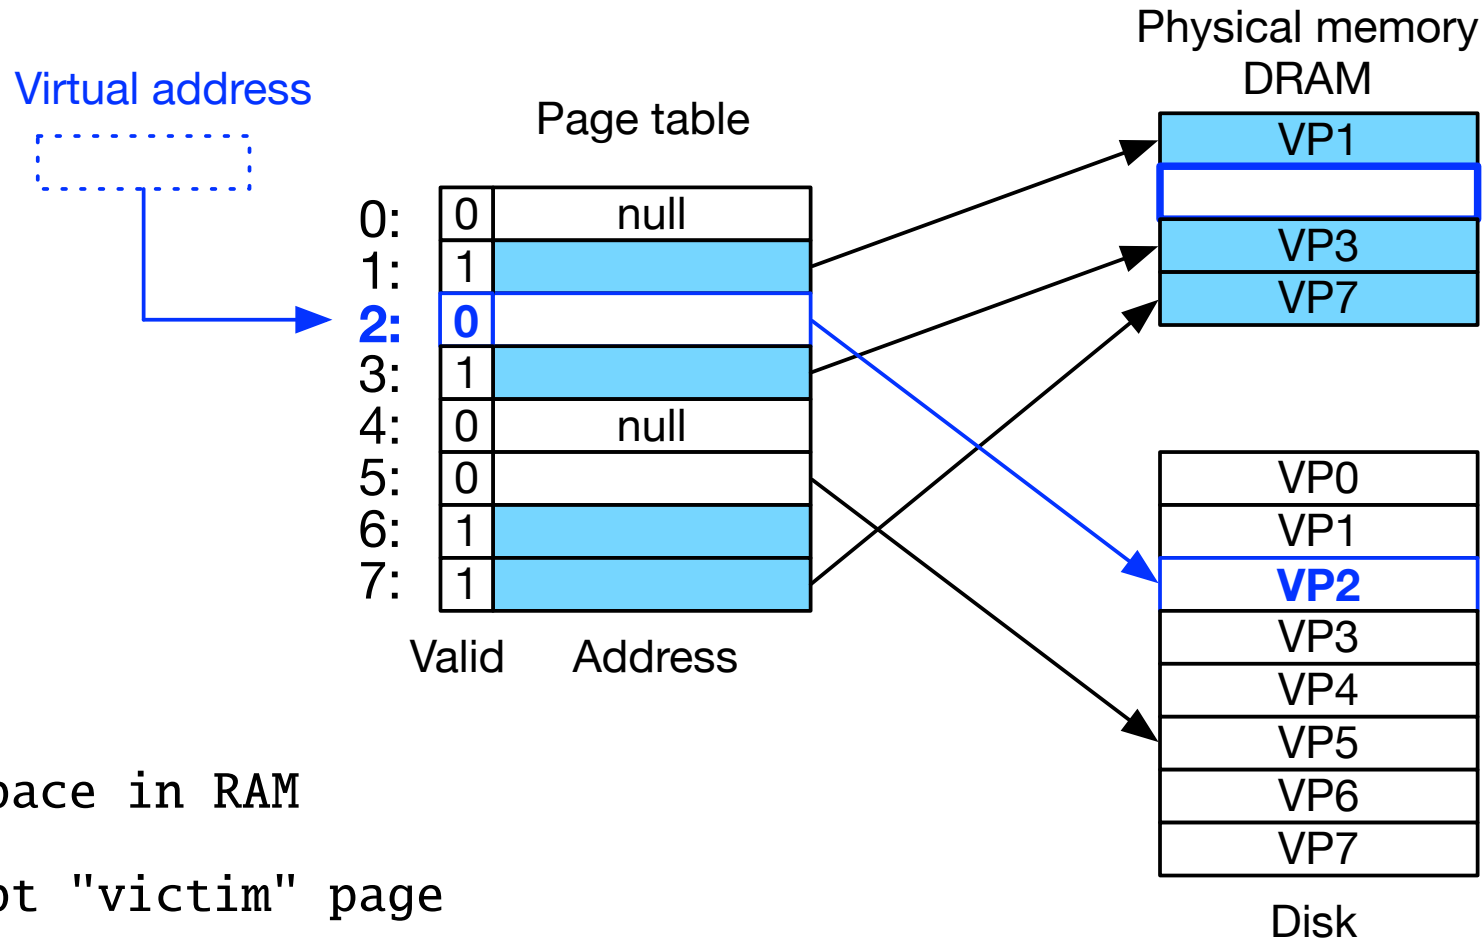 Physical memory
DRAM
Virtual address
Page table
0: 0 null
1: 1
2: 0
3: 1
4: 0 null
5: 0
6: 1
7: 1
Valid Address
VP1
VP3
VP7
VP0
VP1
VP2
VP3
VP4
VP5
VP6
VP7
Disk
in RAM
"victim" page